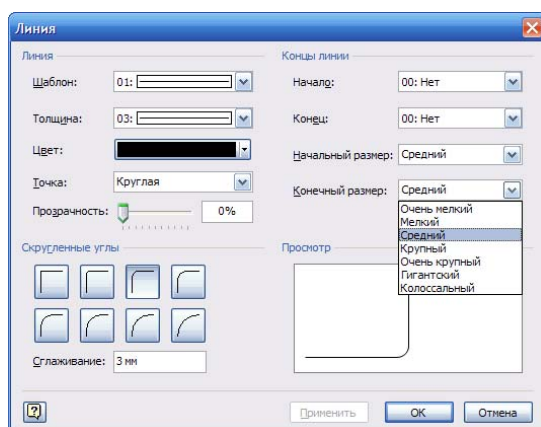 Линия
Линия
Шаблон: 01:
Толщина: 03:
Цвет:
Точка: Круглая
Прозрачность: 0%
Скругленные углы
Сглаживание: 3 мм
Концы линии
Начало: 00: Нет
Конец: 00: Нет
Начальный размер: Средний
Конечный размер: Средний
Очень мелкий
Мелкий
Средний
Крупный
Очень крупный
Гигантский
Колоссальный
Просмотр
Применить
ОК
Отмена